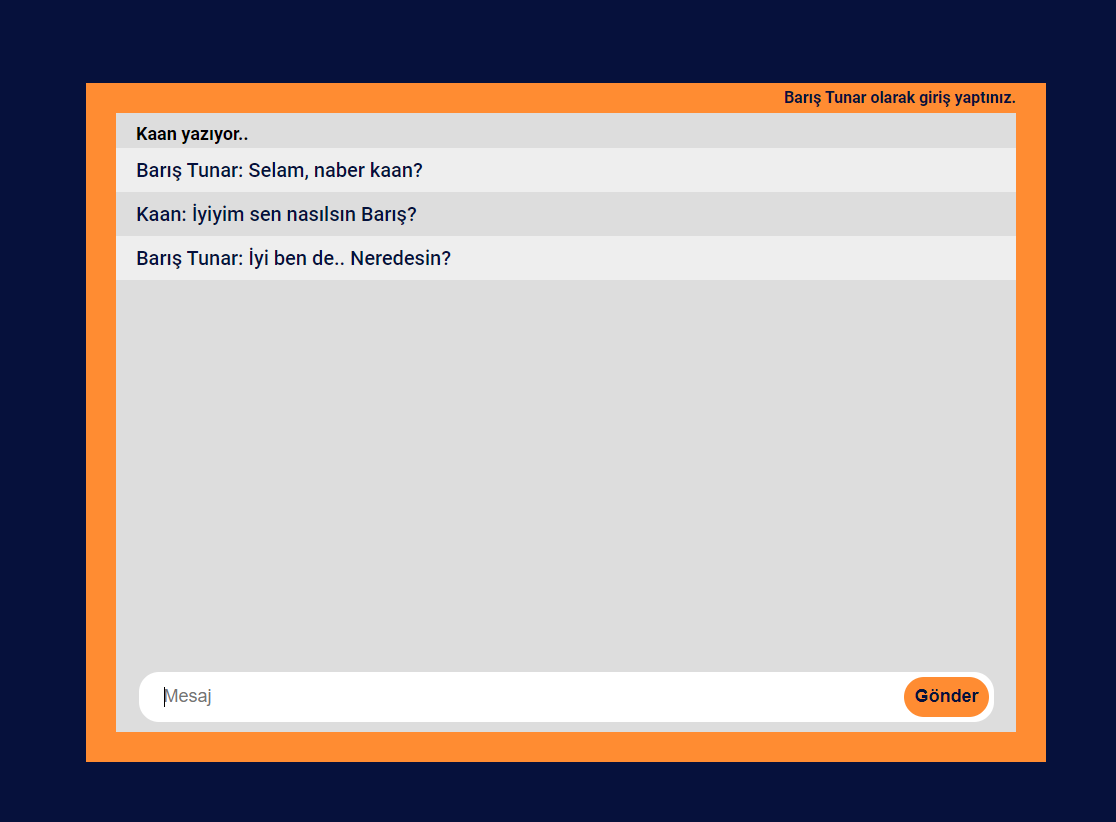 Barış Tunar olarak giriş yaptınız.
Kaan yazıyor..
Barış Tunar: Selam, naber kaan?
Kaan: İyiyim sen nasılsın Barış?
Barış Tunar: İyi ben de.. Neredesin?
Mesaj
Gönder